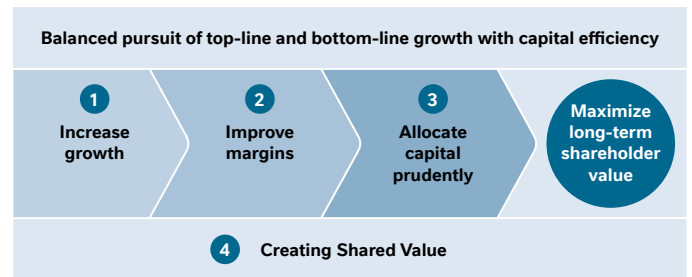 Balanced pursuit of top-line and bottom-line growth with capital efficiency
1
Increase
growth
2
Improve
margins
3
Allocate
capital
prudently
Maximize
long-term
shareholder
value
4 Creating Shared Value